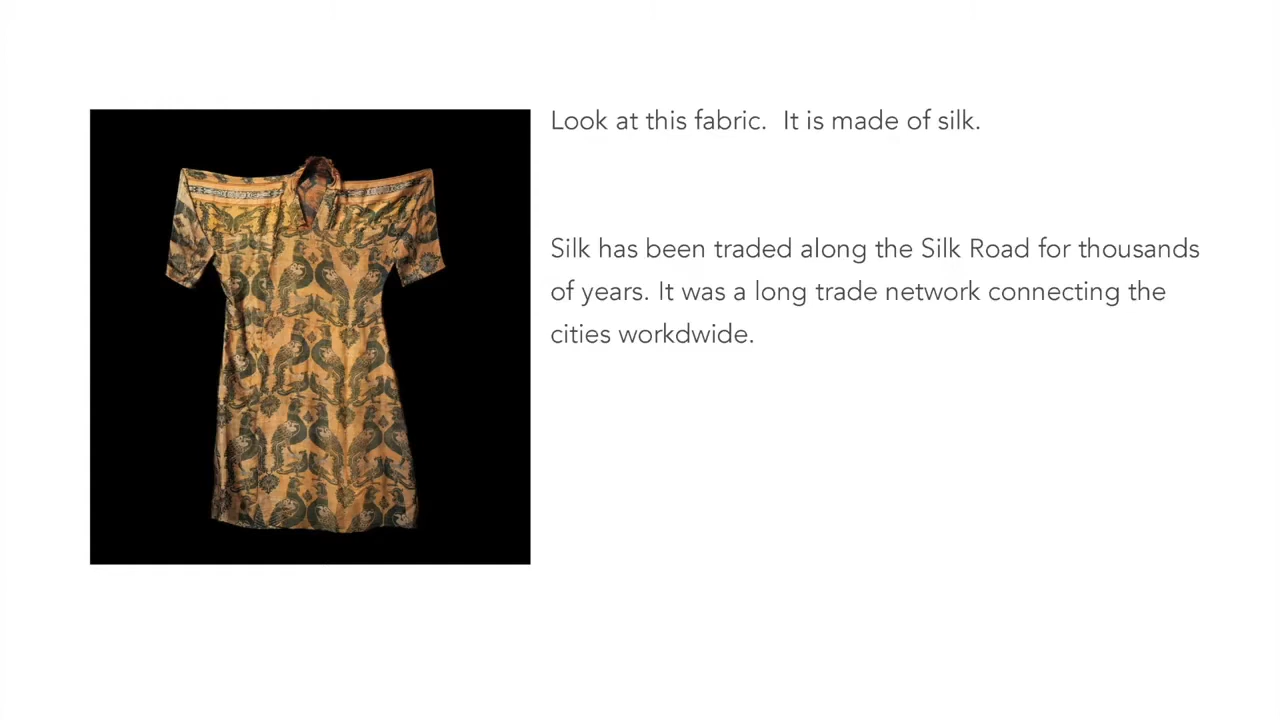 Look at this fabric.  It is made of silk.
Silk has been traded along the Silk Road for thousands
of years. It was a long trade network connecting the
cities workdwide.